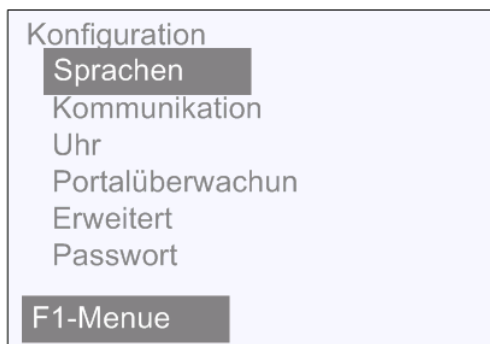 Konfiguration
Sprachen
Kommunikation
Uhr
Portalüberwachun
Erweitert
Passwort
F1-Menue